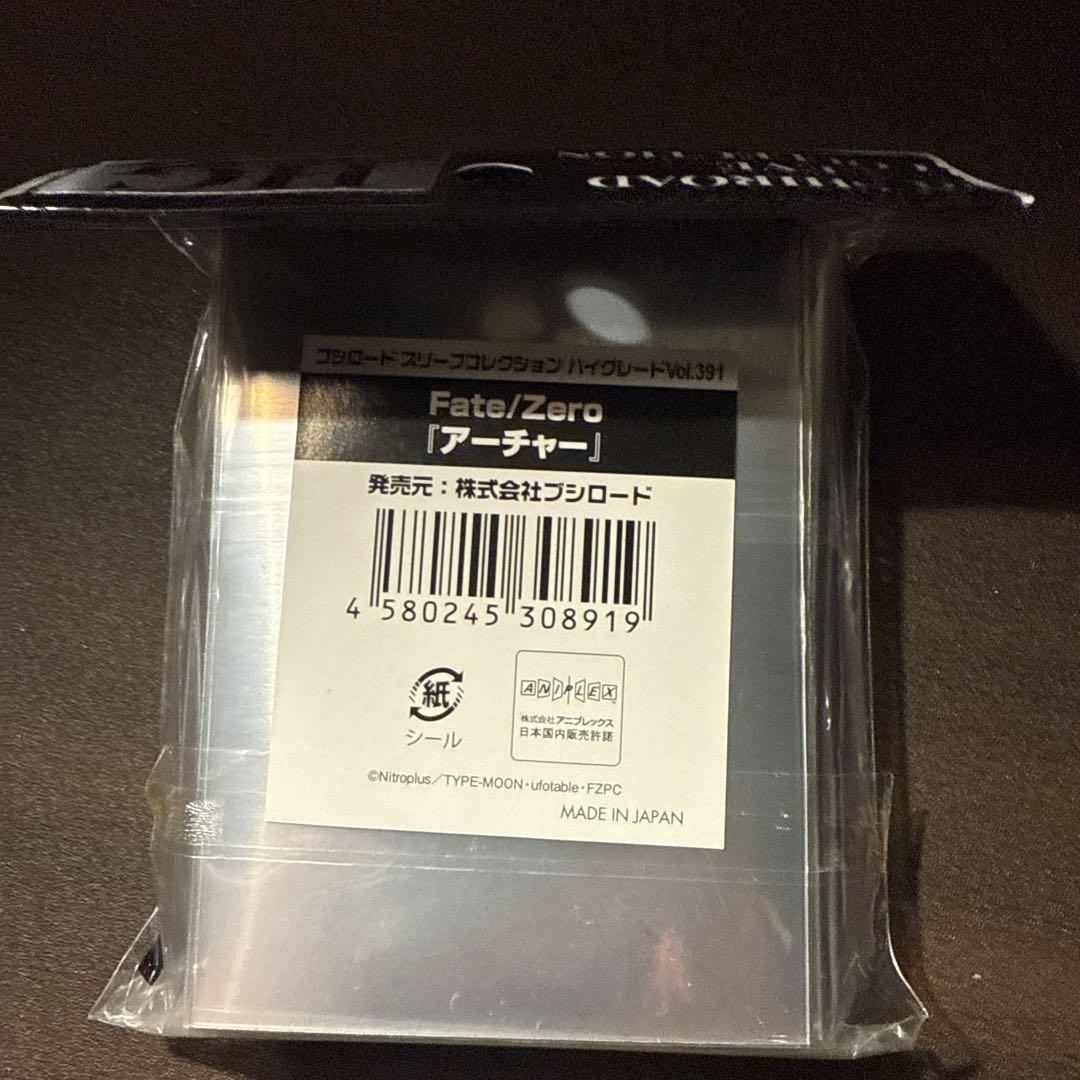 ブシロード スリーブコレクション ハイグレードVol.391
Fate/Zero
『アーチャー』
発売元：株式会社ブシロード
4 580245 308919
紙
シール
ANIPLEX
株式会社アニプレックス
日本国内販売許諾
©Nitroplus／TYPE-MOON・ufotable・FZPC
MADE IN JAPAN